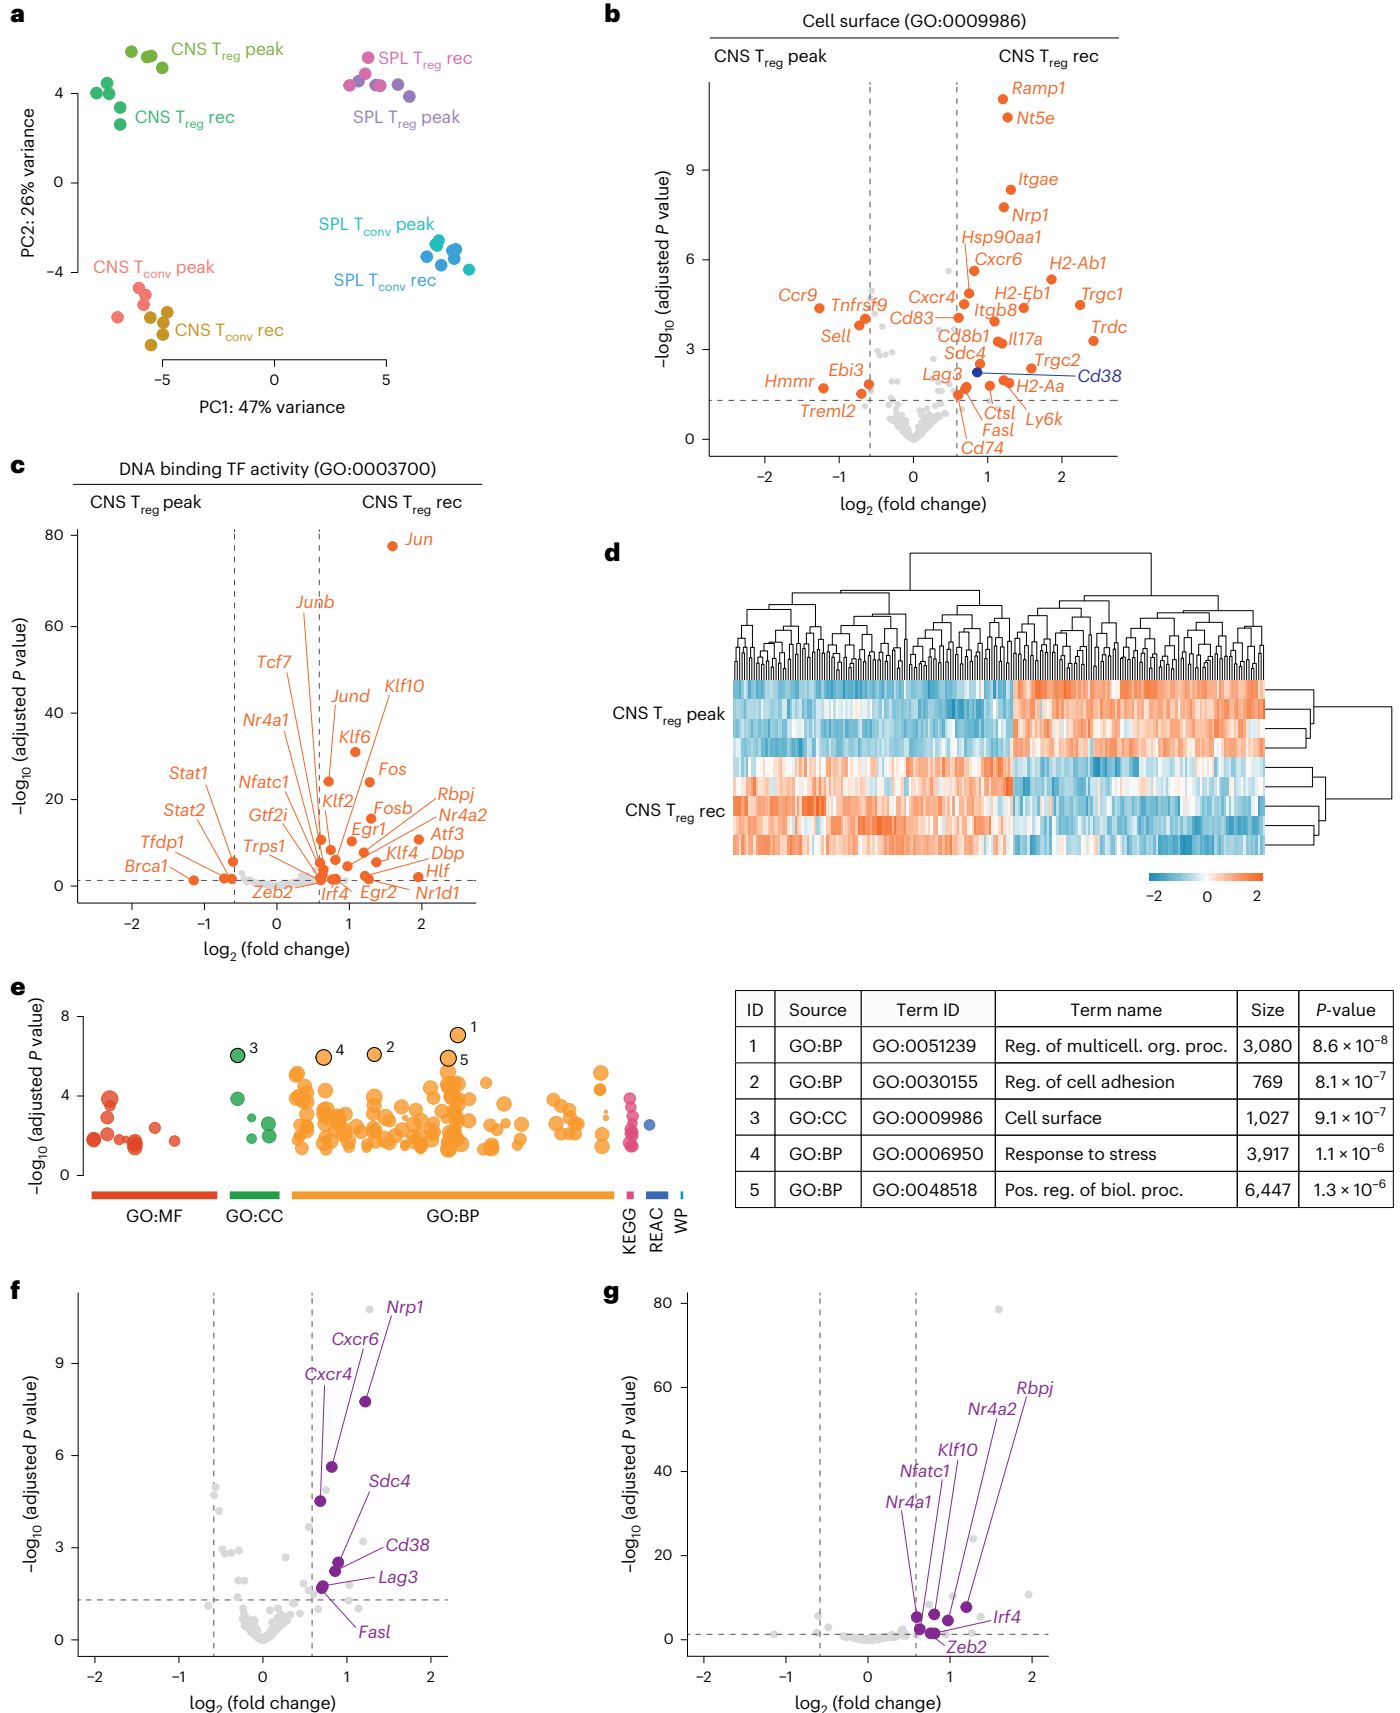 a
CNS Treg peak
SPL Treg rec
CNS Treg rec
SPL Treg peak
SPL Tconv peak
SPL Tconv rec
CNS Tconv peak
CNS Tconv rec
PC2: 26% variance
4
0
−4
−5
0
5
PC1: 47% variance
b
Cell surface (GO:0009986)
CNS Treg peak
CNS Treg rec
Ramp1
Nt5e
Itgae
Nrp1
Hsp90aa1
Cxcr6
H2-Ab1
Ccr9
Tnfrsf9
Cxcr4
H2-Eb1
Trgc1
Cd83
Itgb8
Sell
Cd8b1
Il17a
Trdc
Sdc4
Trgc2
Ebi3
Lag3
Cd38
Hmmr
H2-Aa
Treml2
Ctsl
Ly6k
Fasl
Cd74
−log10 (adjusted P value)
9
6
3
0
−2
−1
0
1
2
log2 (fold change)
c
DNA binding TF activity (GO:0003700)
CNS Treg peak
CNS Treg rec
Jun
Junb
Tcf7
Jund
Klf10
Nr4a1
Klf6
Stat1
Nfatc1
Fos
Klf2
Rbpj
Stat2
Gtf2i
Fosb
Nr4a2
Egr1
Atf3
Tfdp1
Trps1
Klf4
Dbp
Brca1
Hlf
Zeb2
Irf4
Egr2
Nr1d1
−log10 (adjusted P value)
80
60
40
20
0
−2
−1
0
1
2
log2 (fold change)
d
CNS Treg peak
CNS Treg rec
−2
0
2
e
−log10 (adjusted P value)
8
4
0
1
2
3
4
5
GO:MF
GO:CC
GO:BP
KEGG
REAC
WP
ID Source Term ID Term name Size P-value
1 GO:BP GO:0051239 Reg. of multicell. org. proc. 3,080 8.6 × 10−8
2 GO:BP GO:0030155 Reg. of cell adhesion 769 8.1 × 10−7
3 GO:CC GO:0009986 Cell surface 1,027 9.1 × 10−7
4 GO:BP GO:0006950 Response to stress 3,917 1.1 × 10−6
5 GO:BP GO:0048518 Pos. reg. of biol. proc. 6,447 1.3 × 10−6
f
Nrp1
Cxcr6
Cxcr4
Sdc4
Cd38
Lag3
Fasl
−log10 (adjusted P value)
9
6
3
0
−2
−1
0
1
2
log2 (fold change)
g
Rbpj
Nr4a2
Klf10
Nfatc1
Nr4a1
Irf4
Zeb2
−log10 (adjusted P value)
80
60
40
20
0
−2
−1
0
1
2
log2 (fold change)